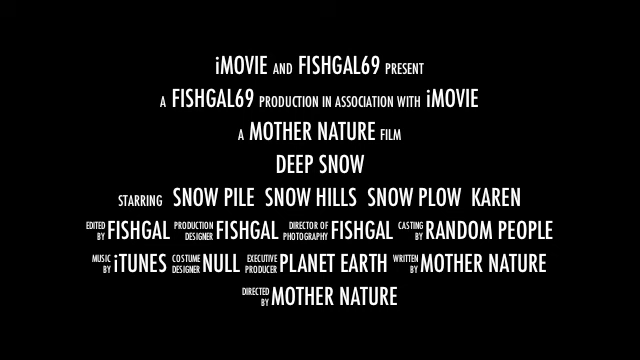 iMOVIE AND FISHGAL69 PRESENT
A FISHGAL69 PRODUCTION IN ASSOCIATION WITH iMOVIE
A MOTHER NATURE FILM
DEEP SNOW
STARRING SNOW PILE SNOW HILLS SNOW PLOW KAREN
EDITED BY FISHGAL PRODUCTION DESIGNER FISHGAL DIRECTOR OF PHOTOGRAPHY FISHGAL CASTING BY RANDOM PEOPLE
MUSIC BY iTUNES COSTUME DESIGNER NULL EXECUTIVE PRODUCER PLANET EARTH WRITTEN BY MOTHER NATURE
DIRECTED BY MOTHER NATURE